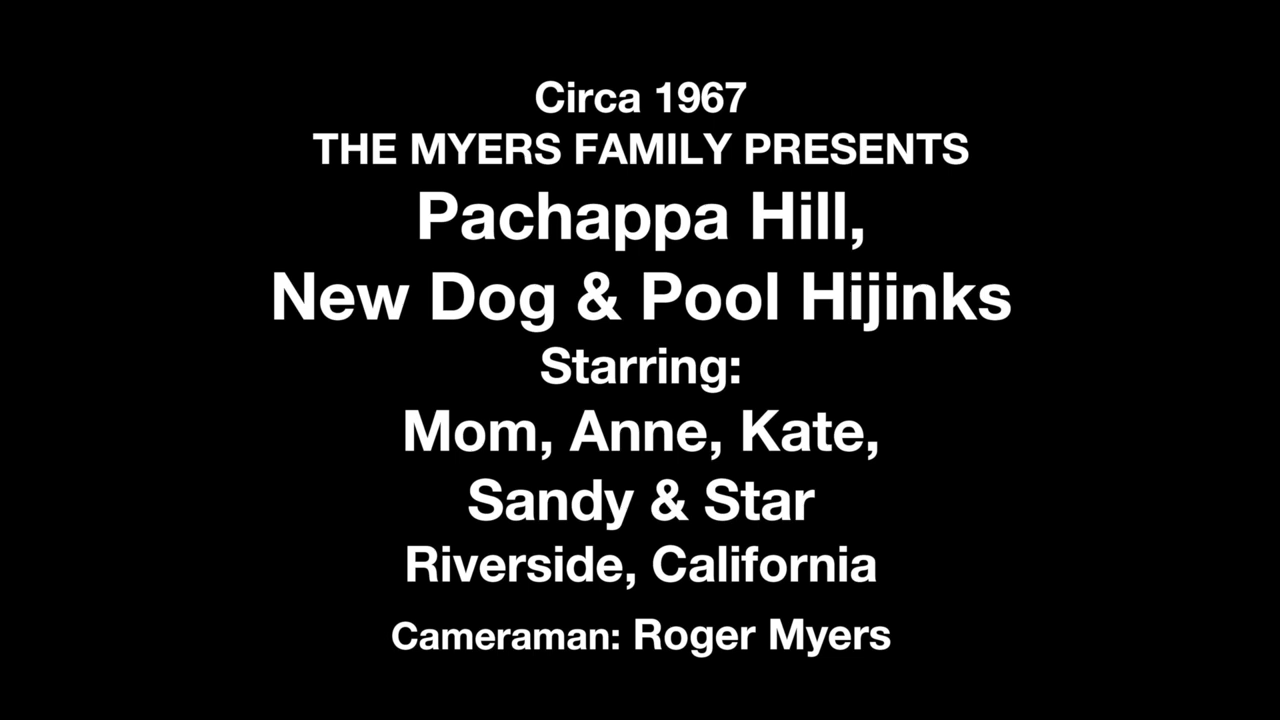 Circa 1967
THE MYERS FAMILY PRESENTS
Pachappa Hill,
New Dog & Pool Hijinks
Starring:
Mom, Anne, Kate,
Sandy & Star
Riverside, California
Cameraman: Roger Myers